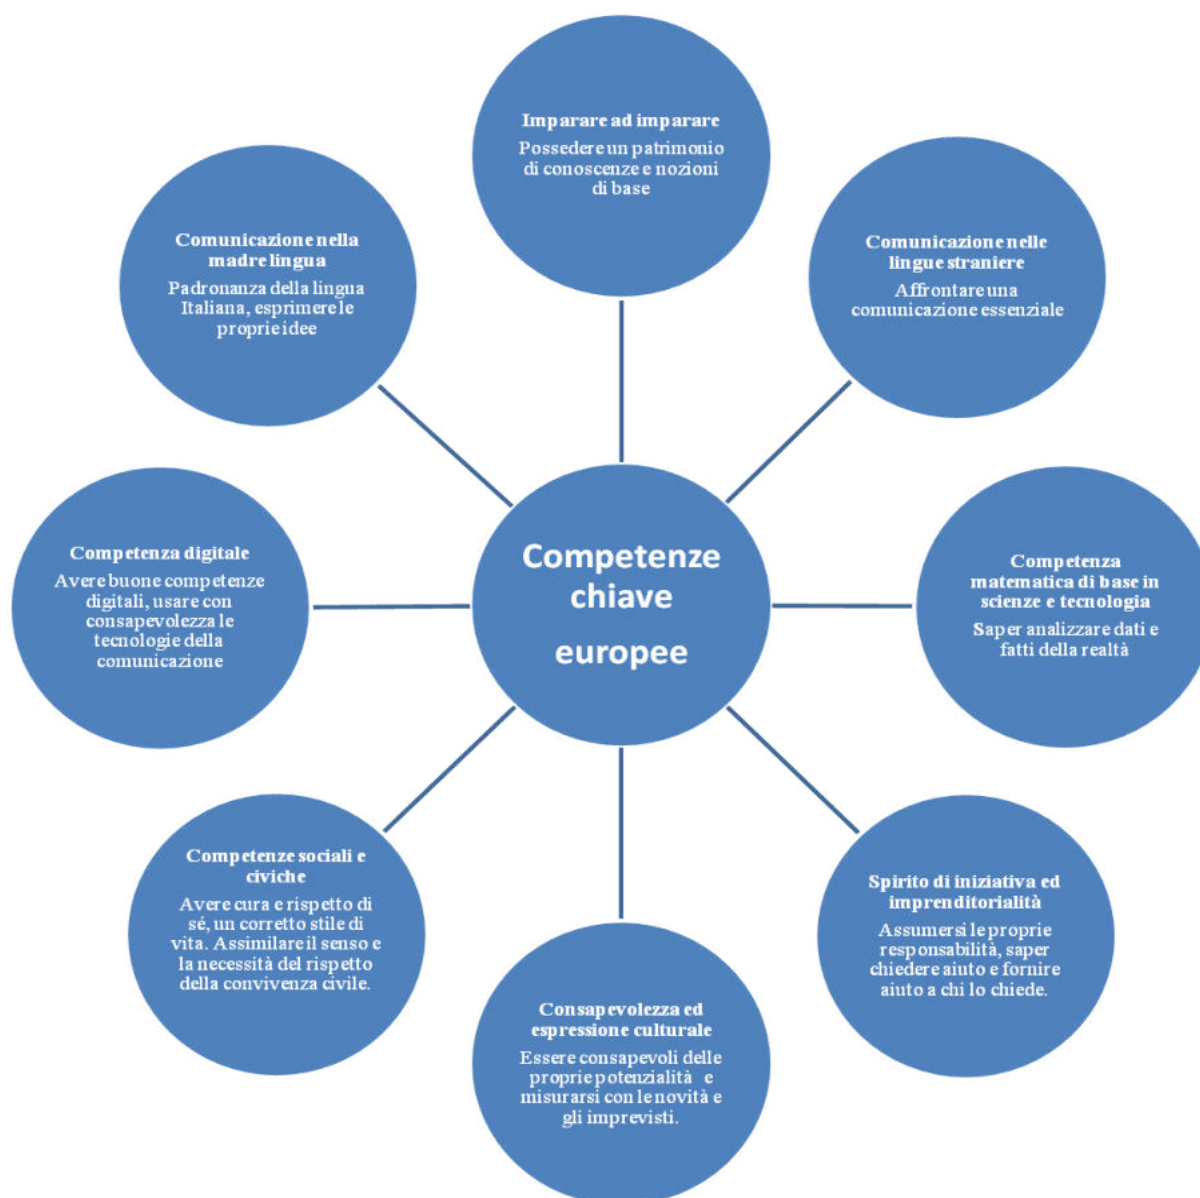 Imparare ad imparare
Possedere un patrimonio
di conoscenze e nozioni
di base
Comunicazione nelle
lingue straniere
Affrontare una
comunicazione essenziale
Competenza
matematica di base in
scienze e tecnologia
Saper analizzare dati e
fatti della realtà
Spirito di iniziativa ed
imprenditorialità
Assumersi le proprie
responsabilità, saper
chiedere aiuto e fornire
aiuto a chi lo chiede.
Consapevolezza ed
espressione culturale
Essere consapevoli delle
proprie potenzialità e
misurarsi con le novità e
gli imprevisti.
Competenze sociali e
civiche
Avere cura e rispetto di
sé, un corretto stile di
vita. Assimilare il senso e
la necessità del rispetto
della convivenza civile.
Competenza digitale
Avere buone competenze
digitali, usare con
consapevolezza le
tecnologie della
comunicazione
Comunicazione nella
madre lingua
Padronanza della lingua
Italiana, esprimere le
proprie idee
Competenze
chiave
europee